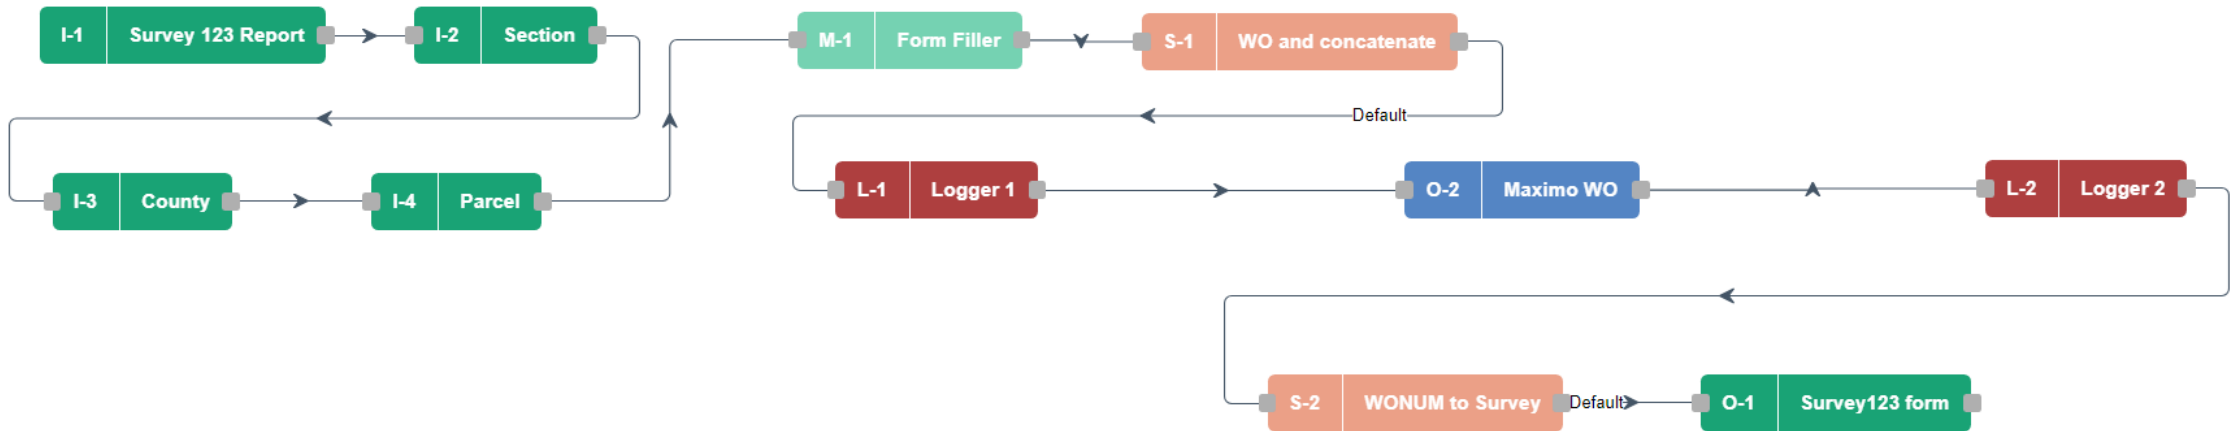 I-1 Survey 123 Report
I-2 Section
I-3 County
I-4 Parcel
M-1 Form Filler
S-1 WO and concatenate
Default
L-1 Logger 1
O-2 Maximo WO
L-2 Logger 2
S-2 WONUM to Survey
Default
O-1 Survey123 form